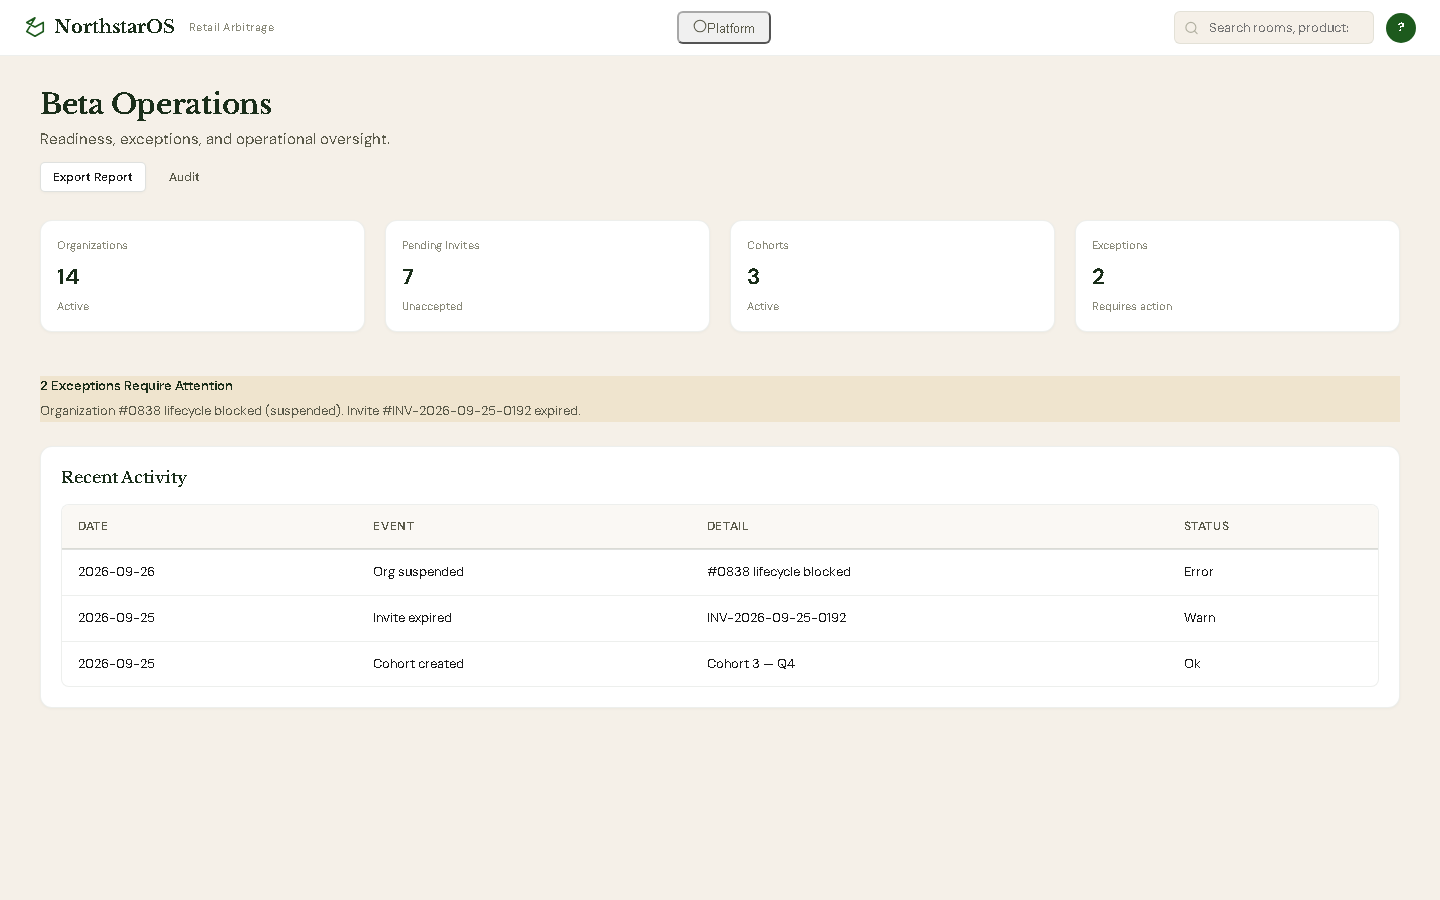 NorthstarOS Retail Arbitrage
Platform
Search rooms, product:
?
Beta Operations
Readiness, exceptions, and operational oversight.
Export Report Audit
Organizations
14
Active
Pending Invites
7
Unaccepted
Cohorts
3
Active
Exceptions
2
Requires action
2 Exceptions Require Attention
Organization #0838 lifecycle blocked (suspended). Invite #INV-2026-09-25-0192 expired.
Recent Activity
DATE EVENT DETAIL STATUS
2026-09-26 Org suspended #0838 lifecycle blocked Error
2026-09-25 Invite expired INV-2026-09-25-0192 Warn
2026-09-25 Cohort created Cohort 3 — Q4 Ok